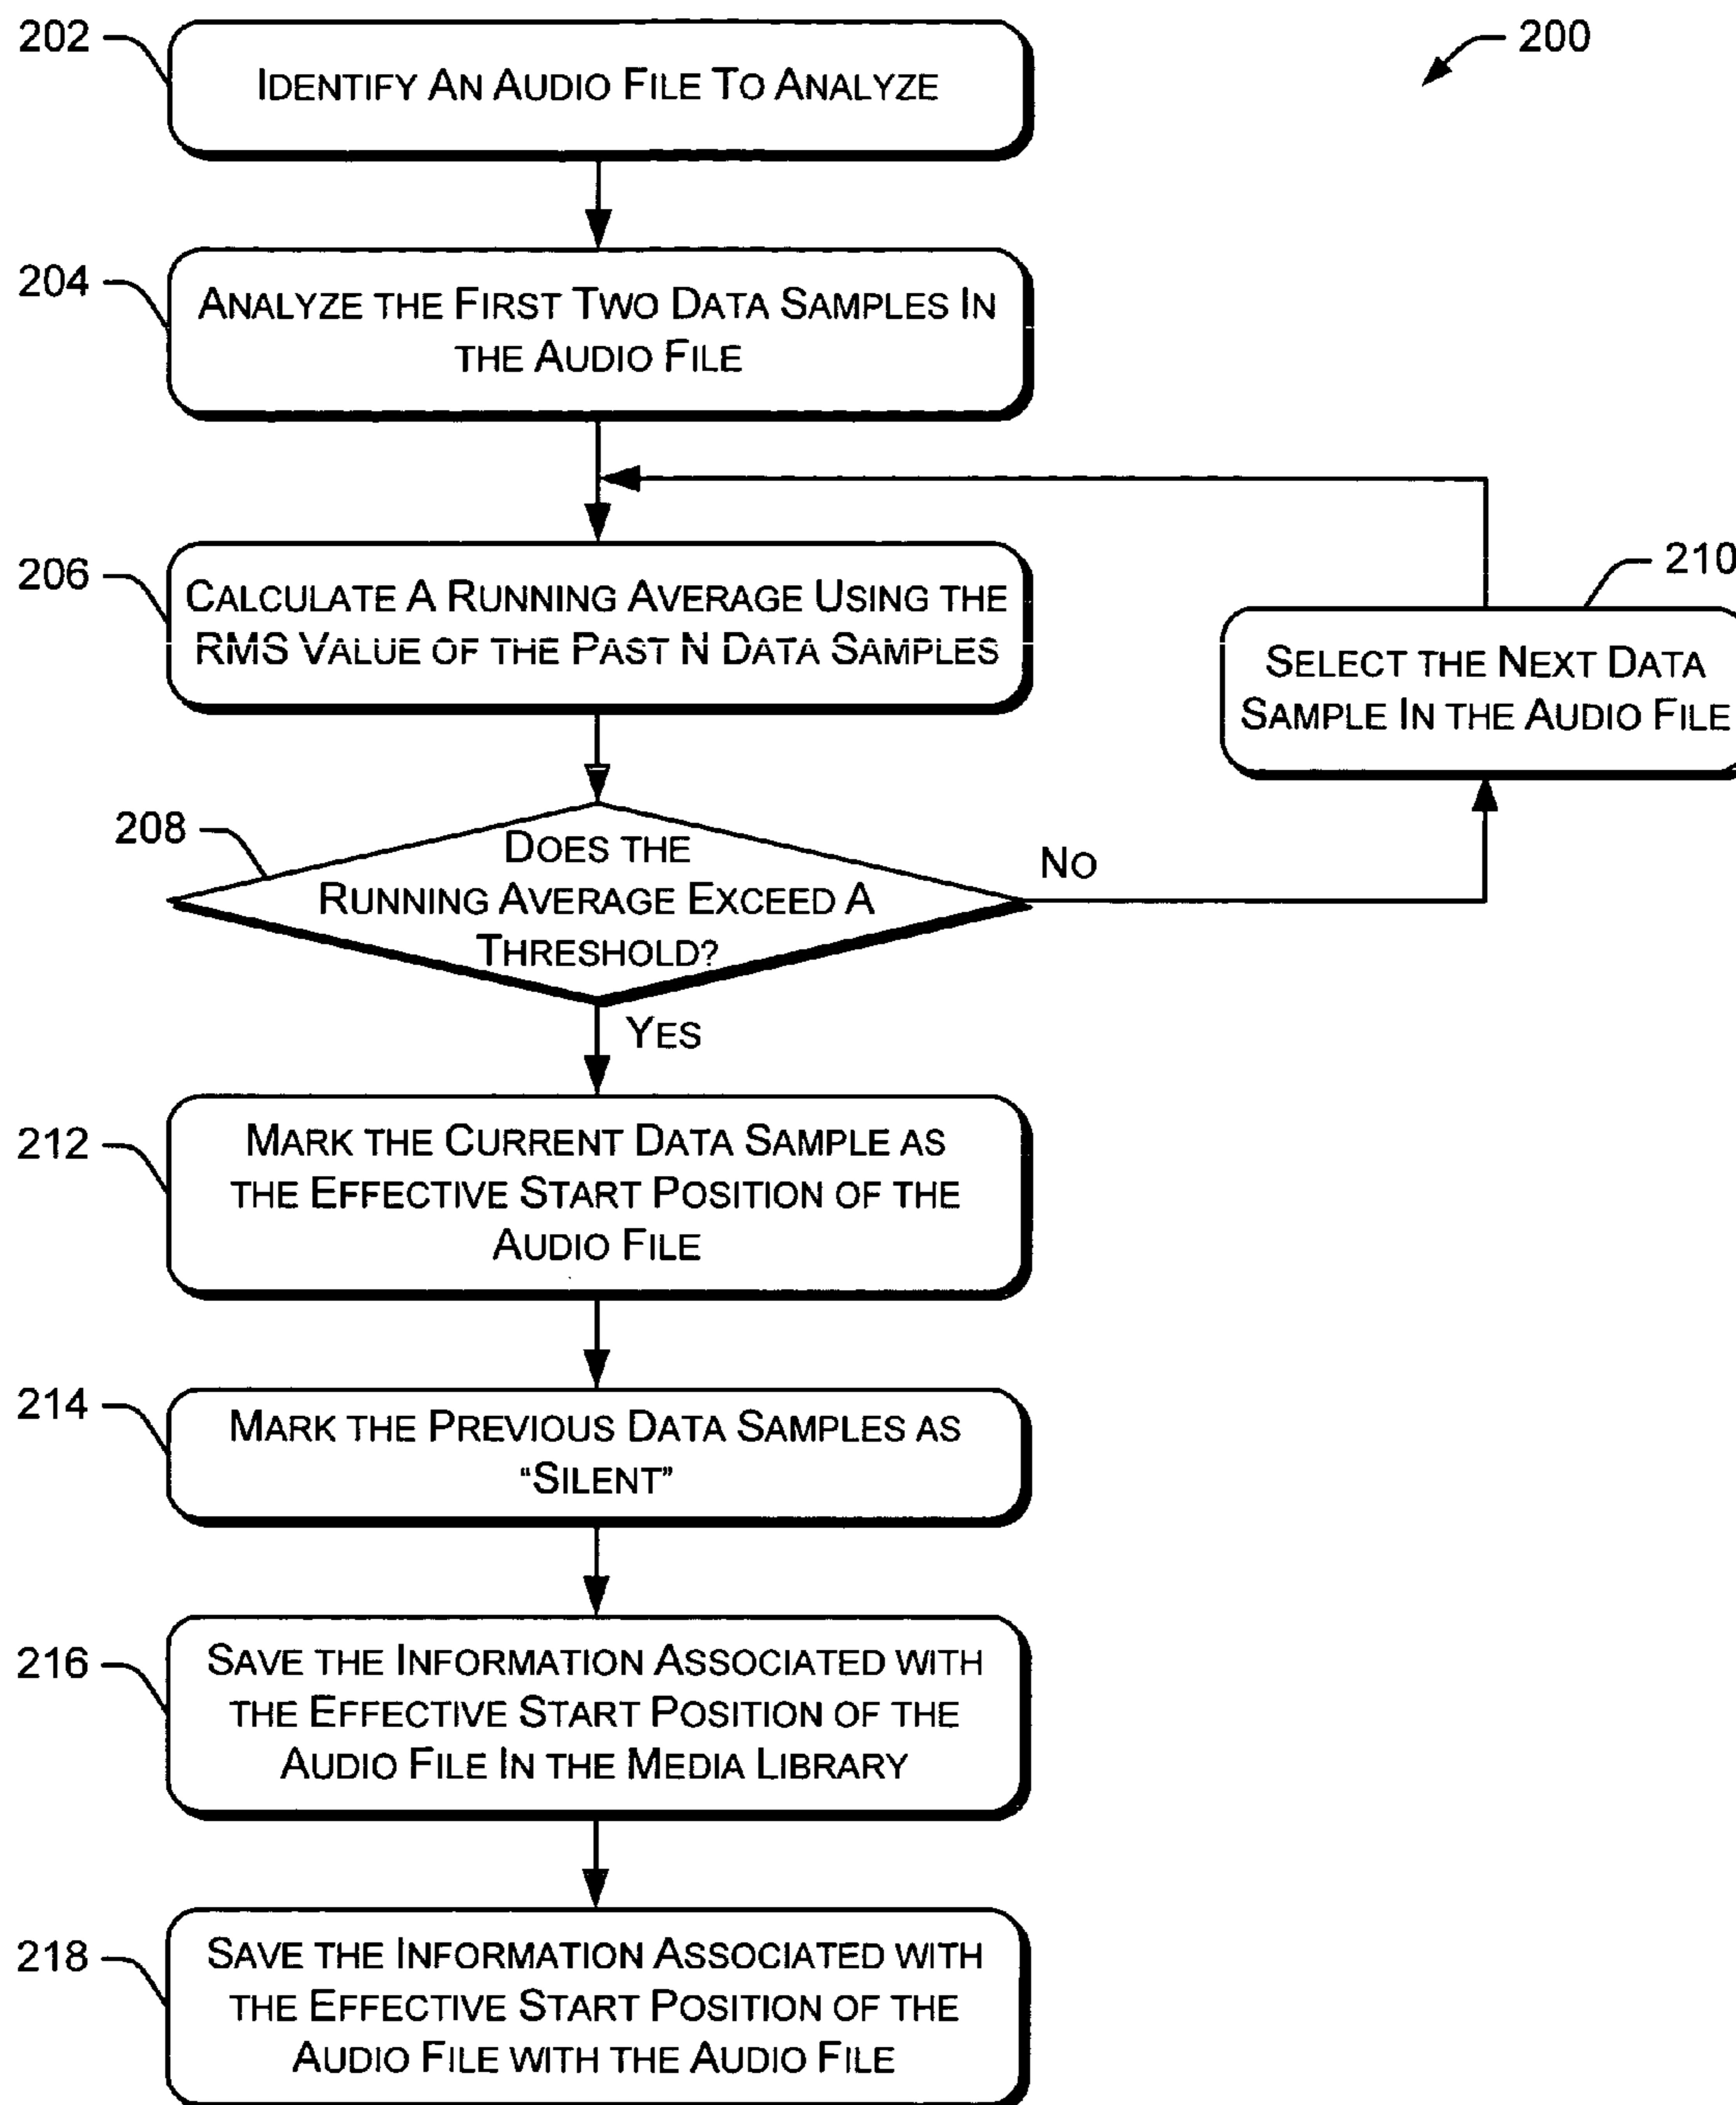 202
IDENTIFY AN AUDIO FILE TO ANALYZE
200
204
ANALYZE THE FIRST TWO DATA SAMPLES IN
THE AUDIO FILE
206
CALCULATE A RUNNING AVERAGE USING THE
RMS VALUE OF THE PAST N DATA SAMPLES
210
SELECT THE NEXT DATA
SAMPLE IN THE AUDIO FILE
208
DOES THE
RUNNING AVERAGE EXCEED A
THRESHOLD?
NO
YES
212
MARK THE CURRENT DATA SAMPLE AS
THE EFFECTIVE START POSITION OF THE
AUDIO FILE
214
MARK THE PREVIOUS DATA SAMPLES AS
“SILENT”
216
SAVE THE INFORMATION ASSOCIATED WITH
THE EFFECTIVE START POSITION OF THE
AUDIO FILE IN THE MEDIA LIBRARY
218
SAVE THE INFORMATION ASSOCIATED WITH
THE EFFECTIVE START POSITION OF THE
AUDIO FILE WITH THE AUDIO FILE